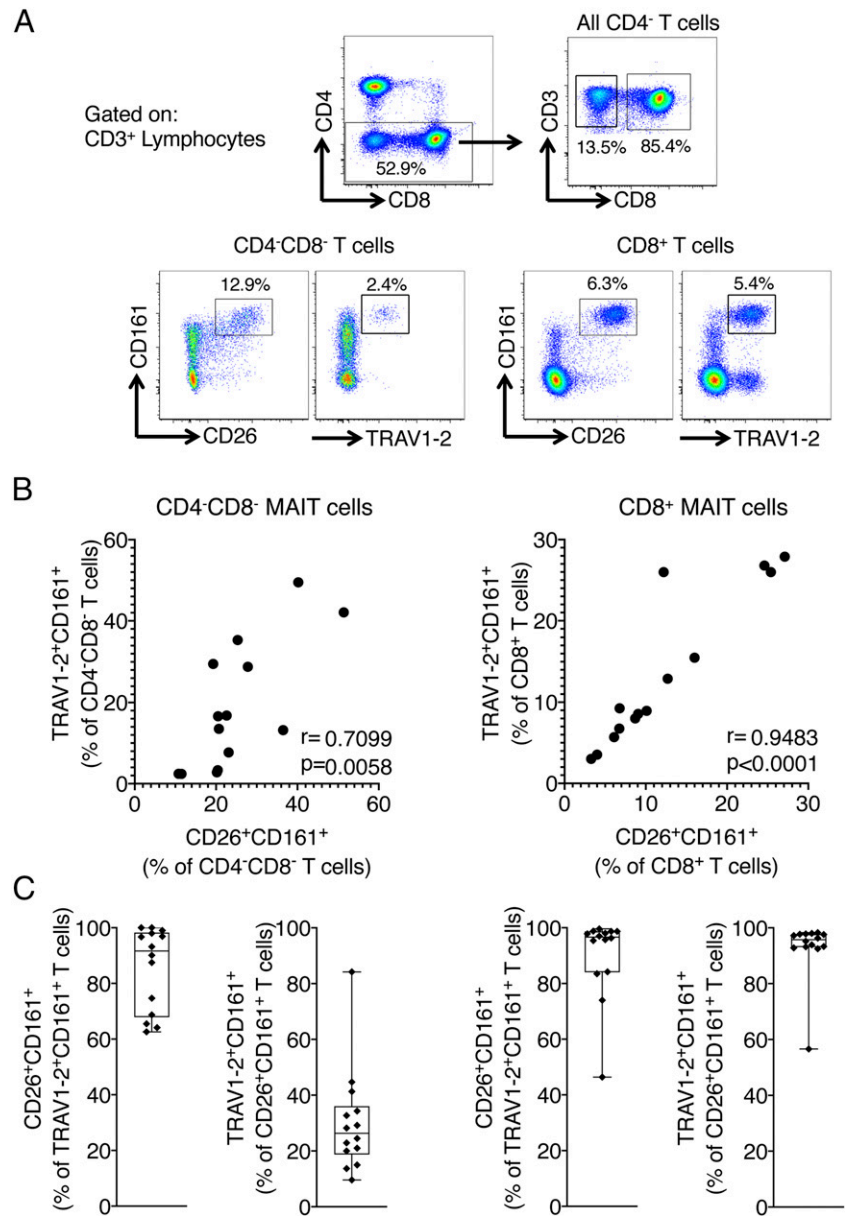 A
All CD4⁻ T cells
Gated on:
CD3⁺ Lymphocytes
CD4
52.9%
CD8
CD3
13.5%
85.4%
CD8
CD4⁻CD8⁻ T cells
CD8⁺ T cells
CD161
12.9%
CD26
2.4%
TRAV1-2
CD161
6.3%
CD26
5.4%
TRAV1-2
B
CD4⁻CD8⁻ MAIT cells
TRAV1-2⁺CD161⁺
(% of CD4⁻CD8⁻ T cells)
60
40
20
0
r= 0.7099
p=0.0058
0
20
40
60
CD26⁺CD161⁺
(% of CD4⁻CD8⁻ T cells)
CD8⁺ MAIT cells
TRAV1-2⁺CD161⁺
(% of CD8⁺ T cells)
30
20
10
0
r= 0.9483
p<0.0001
0
10
20
30
CD26⁺CD161⁺
(% of CD8⁺ T cells)
C
CD26⁺CD161⁺
(% of TRAV1-2⁺CD161⁺ T cells)
100
80
60
40
20
0
TRAV1-2⁺CD161⁺
(% of CD26⁺CD161⁺ T cells)
100
80
60
40
20
0
CD26⁺CD161⁺
(% of TRAV1-2⁺CD161⁺ T cells)
100
80
60
40
20
0
TRAV1-2⁺CD161⁺
(% of CD26⁺CD161⁺ T cells)
100
80
60
40
20
0